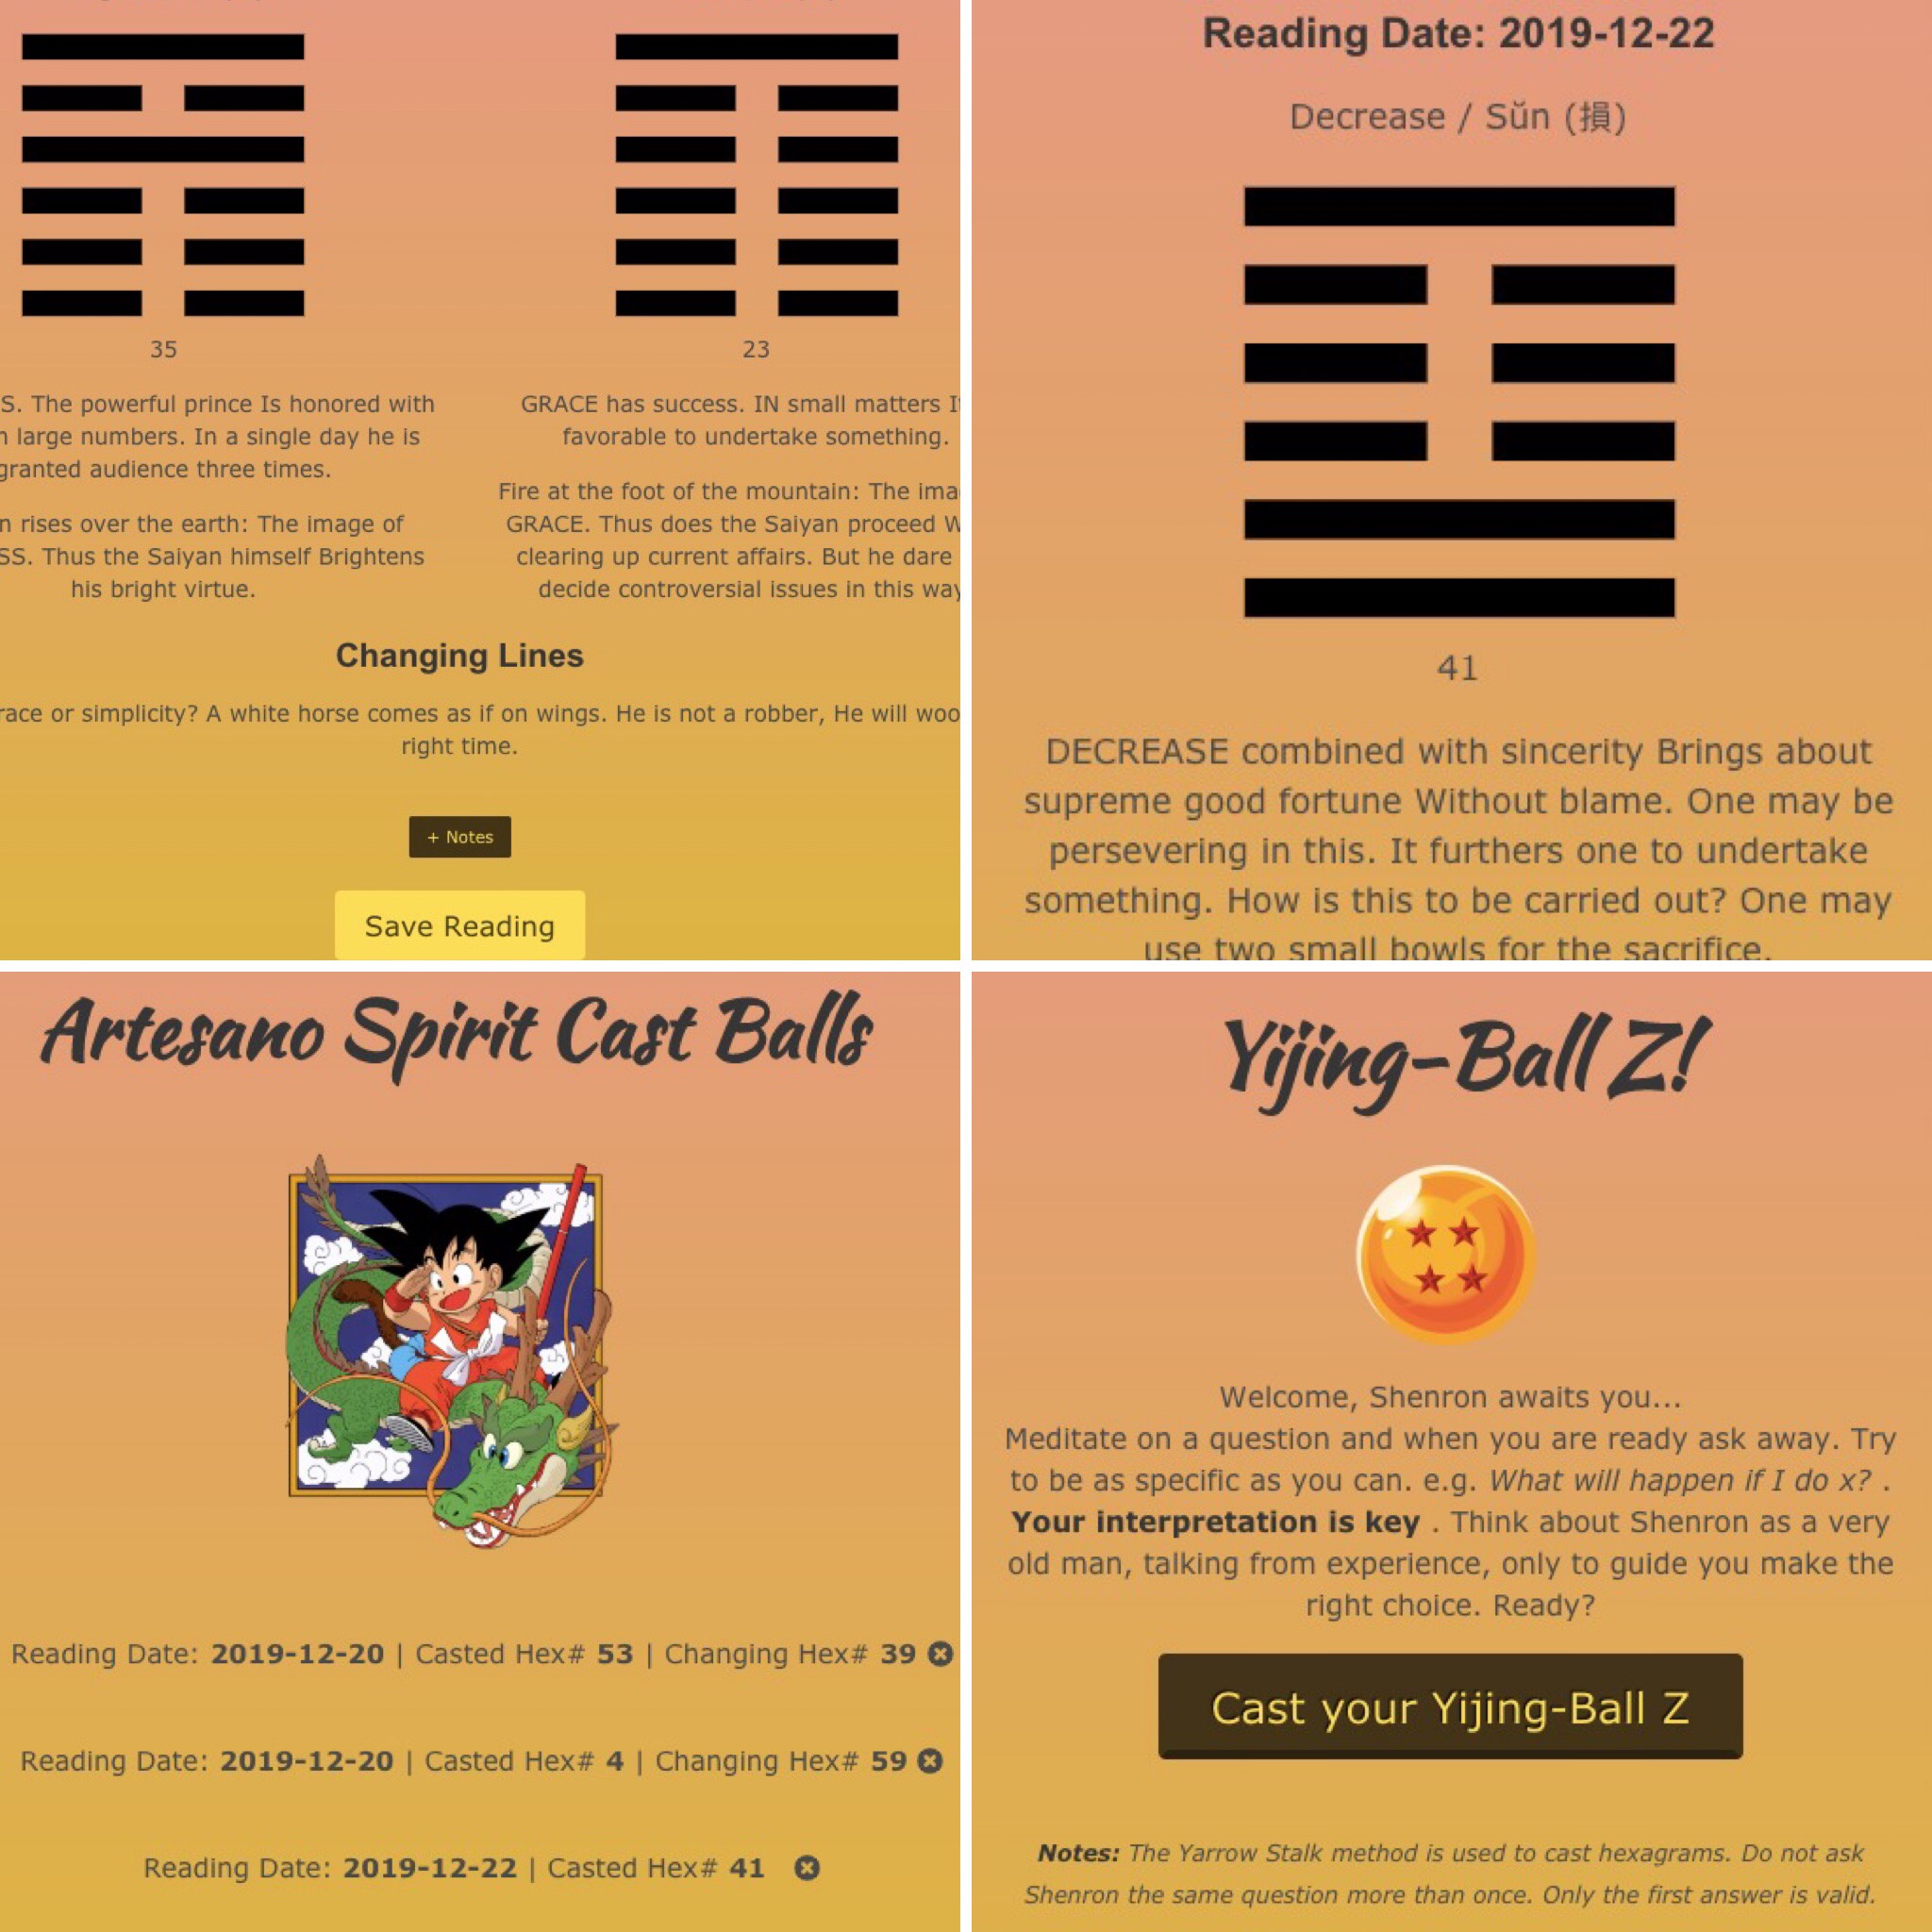 35
23
S. The powerful prince Is honored with
large numbers. In a single day he is
granted audience three times.
GRACE has success. IN small matters
favorable to undertake something.
rises over the earth: The image of
SS. Thus the Saiyan himself Brightens
his bright virtue.
Fire at the foot of the mountain: The
GRACE. Thus does the Saiyan proceed
clearing up current affairs. But he dare
decide controversial issues in this way
Changing Lines
or simplicity? A white horse comes as if on wings. He is not a robber, He will woo
right time.
+ Notes
Save Reading
Reading Date: 2019-12-22
Decrease / Sǔn (損)
41
DECREASE combined with sincerity Brings about
supreme good fortune Without blame. One may be
persevering in this. It furthers one to undertake
something. How is this to be carried out? One may
use two small bowls for the sacrifice.
Artesano Spirit Cast Balls
Reading Date: 2019-12-20 | Casted Hex# 53 | Changing Hex# 39
Reading Date: 2019-12-20 | Casted Hex# 4 | Changing Hex# 59
Reading Date: 2019-12-22 | Casted Hex# 41
Yijing-Ball Z!
Welcome, Shenron awaits you...
Meditate on a question and when you are ready ask away. Try
to be as specific as you can. e.g. What will happen if I do x? .
Your interpretation is key . Think about Shenron as a very
old man, talking from experience, only to guide you make the
right choice. Ready?
Cast your Yijing-Ball Z
Notes: The Yarrow Stalk method is used to cast hexagrams. Do not ask
Shenron the same question more than once. Only the first answer is valid.